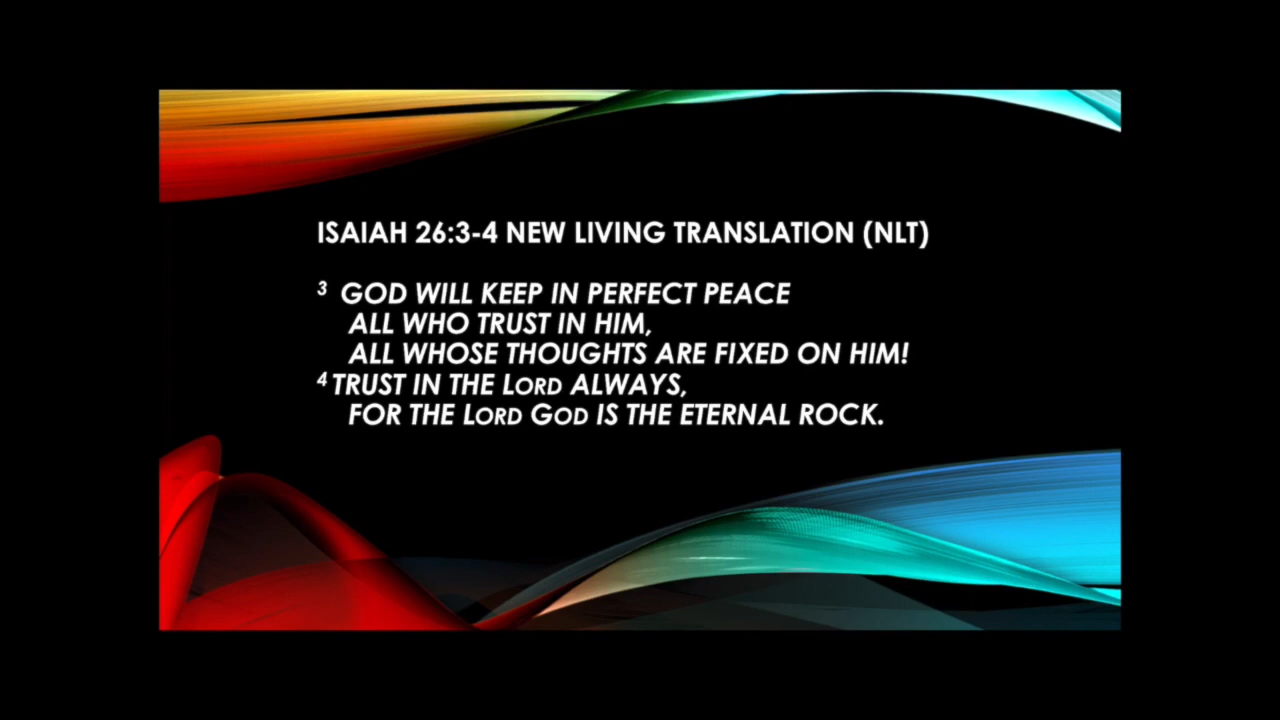 ISAIAH 26:3-4 NEW LIVING TRANSLATION (NLT)
3 GOD WILL KEEP IN PERFECT PEACE
ALL WHO TRUST IN HIM,
ALL WHOSE THOUGHTS ARE FIXED ON HIM!
4 TRUST IN THE LORD ALWAYS,
FOR THE LORD GOD IS THE ETERNAL ROCK.